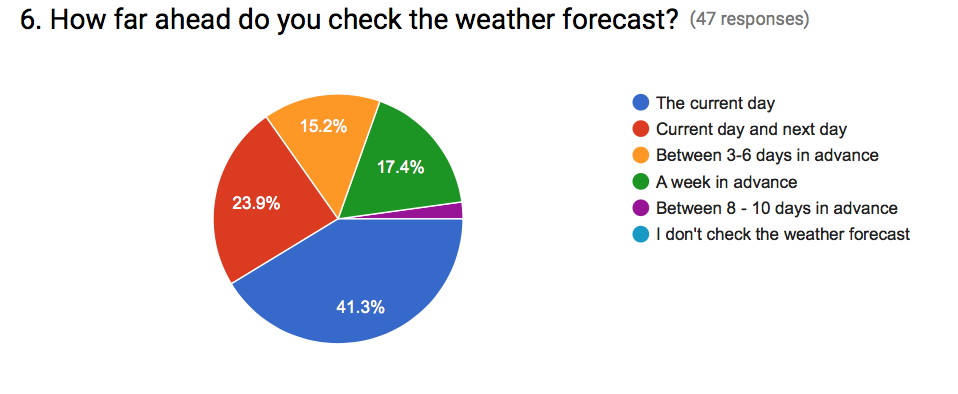 6. How far ahead do you check the weather forecast? (47 responses)
15.2%
17.4%
23.9%
41.3%
The current day
Current day and next day
Between 3-6 days in advance
A week in advance
Between 8 - 10 days in advance
I don't check the weather forecast